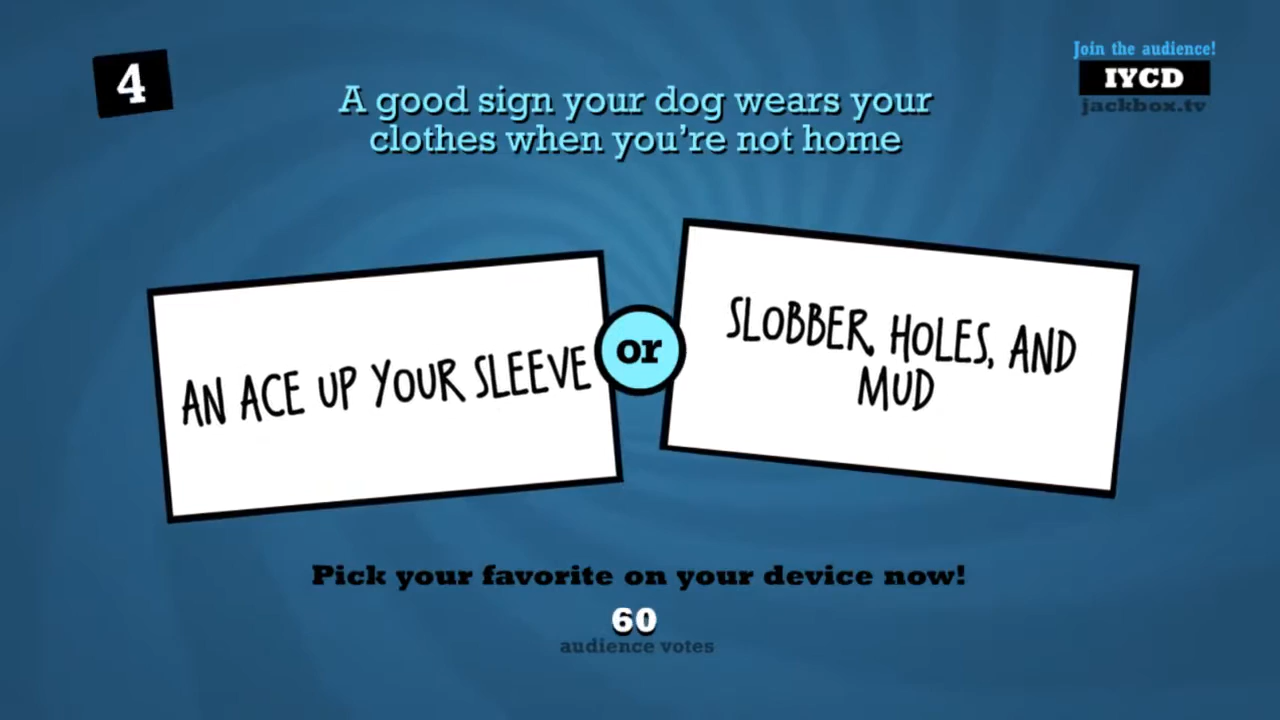 4
Join the audience!
IYCD
jackbox.tv
A good sign your dog wears your
clothes when you're not home
AN ACE UP YOUR SLEEVE
or
SLOBBER, HOLES, AND
MUD
Pick your favorite on your device now!
60
audience votes